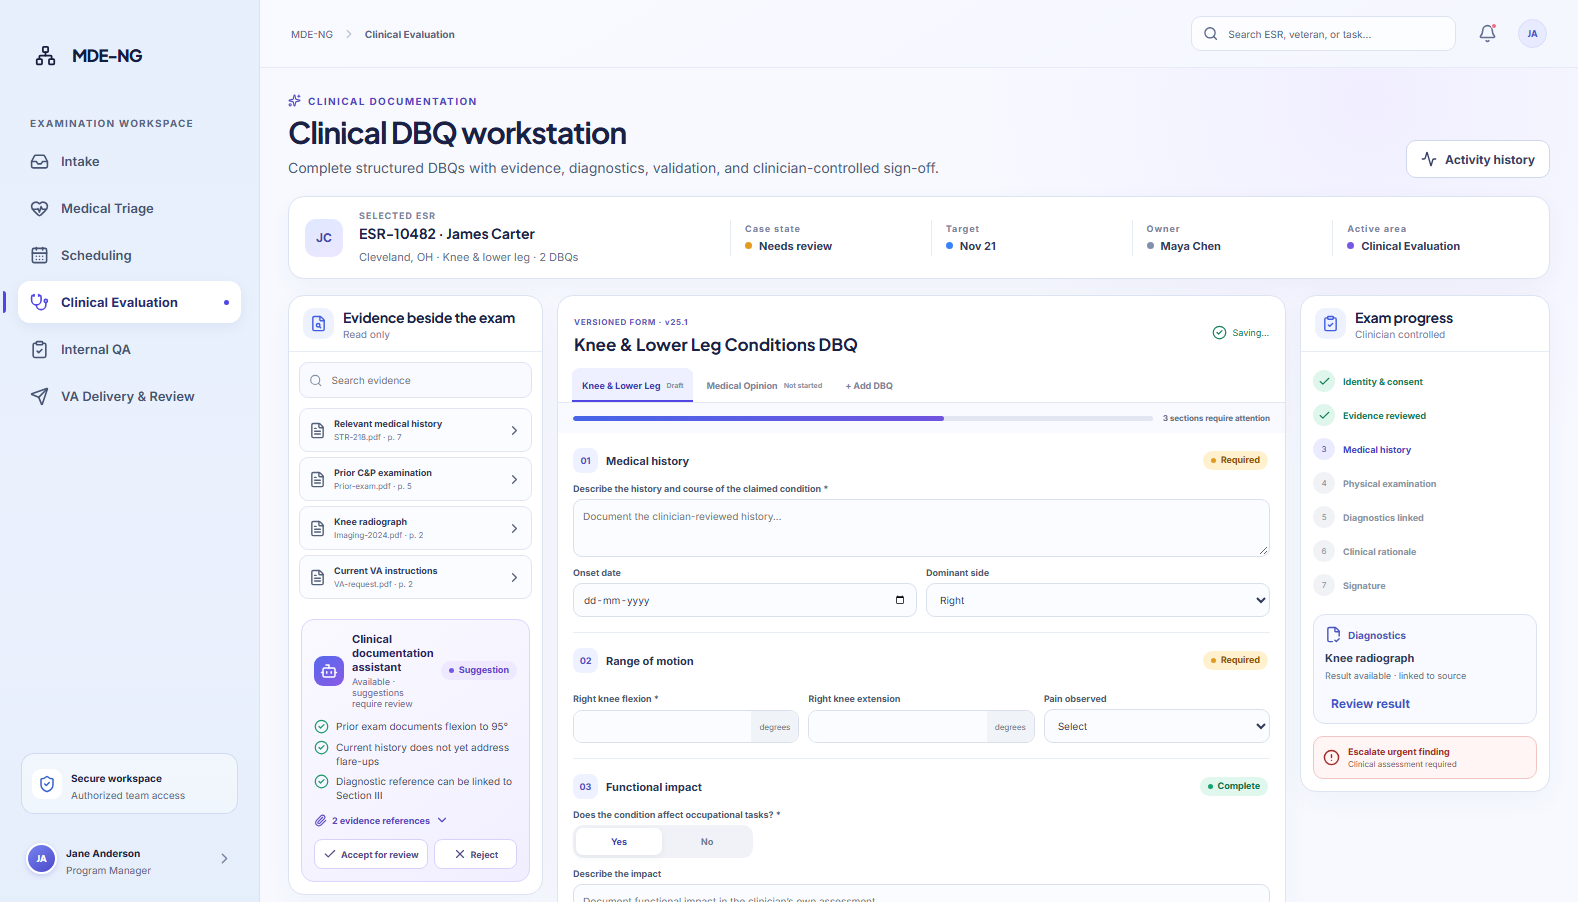 MDE-NG
EXAMINATION WORKSPACE
Intake
Medical Triage
Scheduling
Clinical Evaluation
Internal QA
VA Delivery & Review
Secure workspace
Authorized team access
JA
Jane Anderson
Program Manager
MDE-NG
Clinical Evaluation
Search ESR, veteran, or task...
JA
CLINICAL DOCUMENTATION
Clinical DBQ workstation
Complete structured DBQs with evidence, diagnostics, validation, and clinician-controlled sign-off.
Activity history
JC
SELECTED ESR
ESR-10482 · James Carter
Cleveland, OH · Knee & lower leg · 2 DBQs
Case state
Needs review
Target
Nov 21
Owner
Maya Chen
Active area
Clinical Evaluation
Evidence beside the exam
Read only
Search evidence
Relevant medical history
STR-218.pdf · p. 7
Prior C&P examination
Prior-exam.pdf · p. 5
Knee radiograph
Imaging-2024.pdf · p. 2
Current VA instructions
VA-request.pdf · p. 2
Clinical
documentation
assistant
Available ·
suggestions
require review
Suggestion
Prior exam documents flexion to 95°
Current history does not yet address
flare-ups
Diagnostic reference can be linked to
Section III
2 evidence references
Accept for review
Reject
VERSIONED FORM · v25.1
Knee & Lower Leg Conditions DBQ
Saving...
Knee & Lower Leg Draft
Medical Opinion Not started
+ Add DBQ
3 sections require attention
01 Medical history
Required
Describe the history and course of the claimed condition *
Document the clinician-reviewed history...
Onset date
dd-mm-yyyy
Dominant side
Right
02 Range of motion
Required
Right knee flexion *
degrees
Right knee extension
degrees
Pain observed
Select
03 Functional impact
Complete
Does the condition affect occupational tasks? *
Yes
No
Describe the impact
Document functional impact in the clinician's own assessment
Exam progress
Clinician controlled
Identity & consent
Evidence reviewed
3 Medical history
4 Physical examination
5 Diagnostics linked
6 Clinical rationale
7 Signature
Diagnostics
Knee radiograph
Result available · linked to source
Review result
Escalate urgent finding
Clinical assessment required